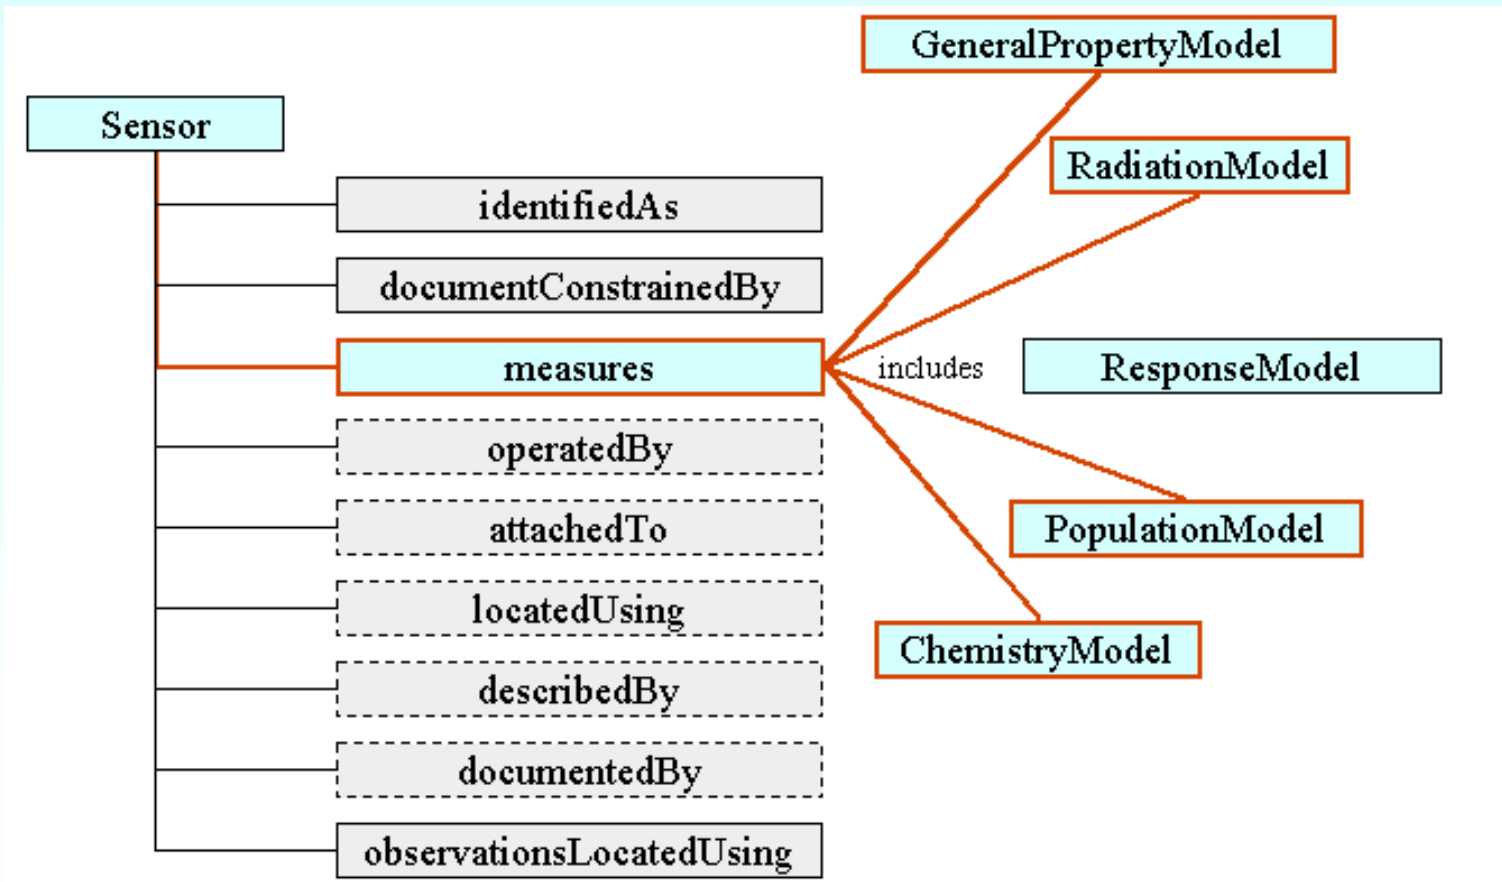 GeneralPropertyModel
Sensor
RadiationModel
identifiedAs
documentConstrainedBy
measures
includes
ResponseModel
operatedBy
attachedTo
PopulationModel
locatedUsing
ChemistryModel
describedBy
documentedBy
observationsLocatedUsing